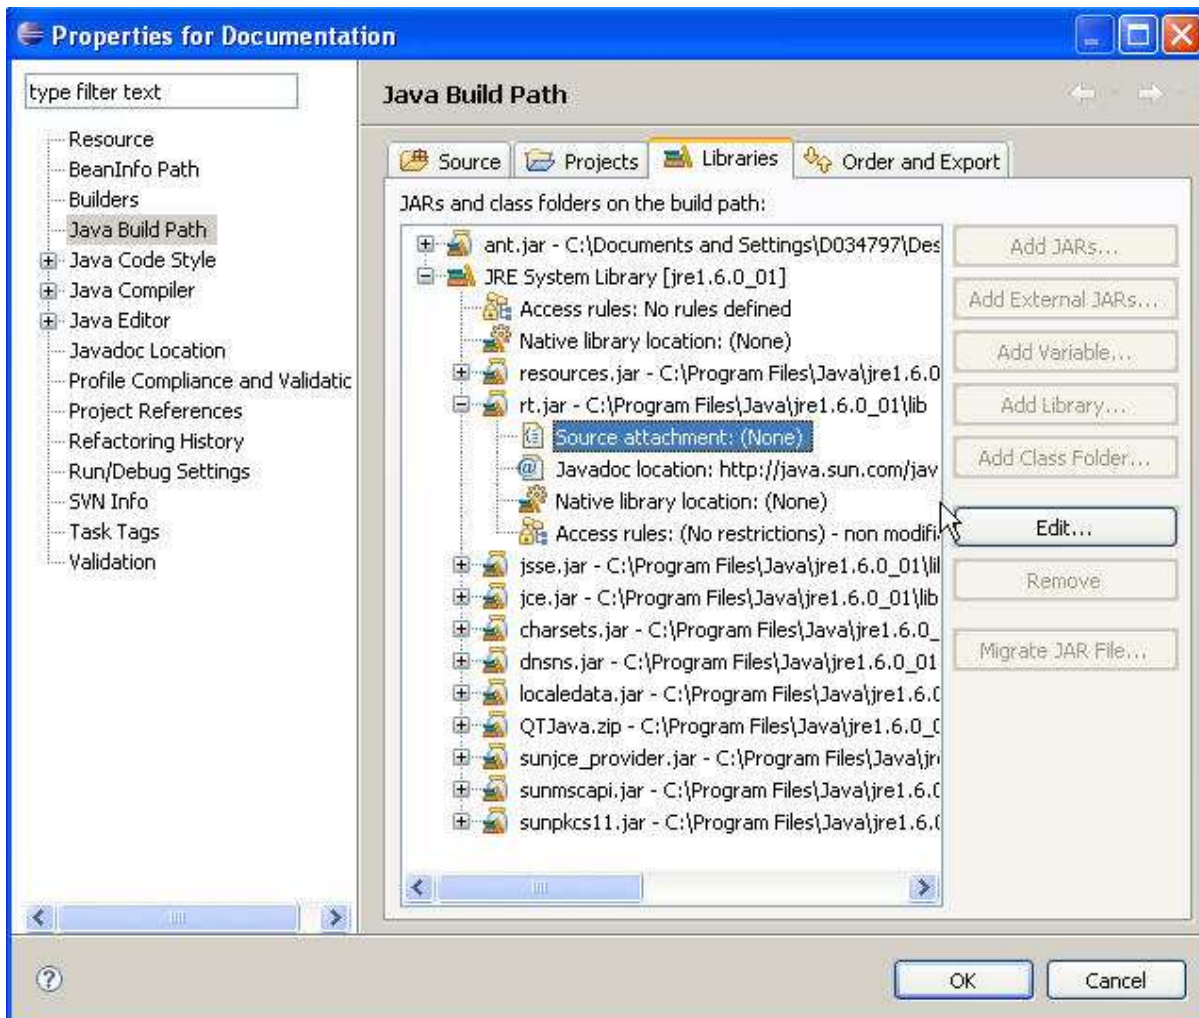 Properties for Documentation
type filter text
Resource
BeanInfo Path
Builders
Java Build Path
Java Code Style
Java Compiler
Java Editor
Javadoc Location
Profile Compliance and Validatic
Project References
Refactoring History
Run/Debug Settings
SVN Info
Task Tags
Validation
Java Build Path
Source
Projects
Libraries
Order and Export
JARs and class folders on the build path:
ant.jar - C:\Documents and Settings\D034797\Des
JRE System Library [jre1.6.0_01]
Access rules: No rules defined
Native library location: (None)
resources.jar - C:\Program Files\Java\jre1.6.0
rt.jar - C:\Program Files\Java\jre1.6.0_01\lib
Source attachment: (None)
Javadoc location: http://java.sun.com/jav
Native library location: (None)
Access rules: (No restrictions) - non modifi
jsse.jar - C:\Program Files\Java\jre1.6.0_01\lil
jce.jar - C:\Program Files\Java\jre1.6.0_01\lib
charsets.jar - C:\Program Files\Java\jre1.6.0_
dnsns.jar - C:\Program Files\Java\jre1.6.0_01
localedata.jar - C:\Program Files\Java\jre1.6.0
QTJava.zip - C:\Program Files\Java\jre1.6.0_0
sunjce_provider.jar - C:\Program Files\Java\jr
sunmscapi.jar - C:\Program Files\Java\jre1.6.0
sunpkcs11.jar - C:\Program Files\Java\jre1.6.0
Add JARs...
Add External JARs...
Add Variable...
Add Library...
Add Class Folder...
Edit...
Remove
Migrate JAR File...
OK
Cancel